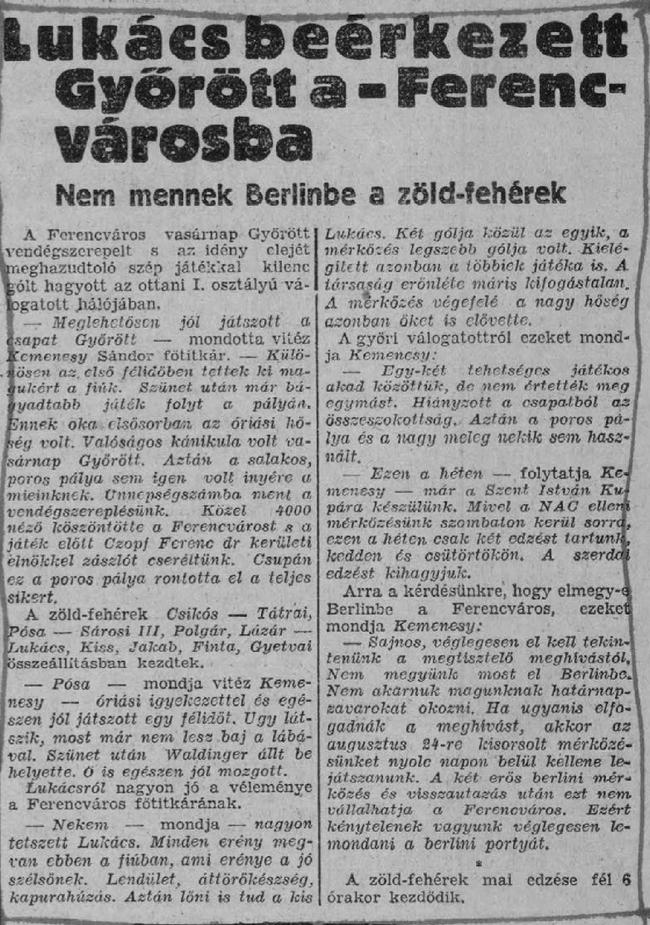 Lukács beérkezett
Győrött a - Ferenc-
városba
Nem mennek Berlinbe a zöld-fehérek
A Ferencváros vasárnap Győrött
vendégszerepelt s az idény elejét
meghazudtoló szép játékkal kilenc
gólt hagyott az ottani I. osztályú vá-
logatott hálójában.
— Meglehetősen jól játszott a
csapat Győrött — mondotta vitéz
Kemenesy Sándor főtitkár. — Külö-
nösen az első félidőben tettek ki ma-
gukért a fiúk. Szünet után már bá-
gyadtabb játék folyt a pályán.
Ennek oka elsősorban az óriási hő-
ség volt. Valóságos kánikula volt va-
sárnap Győrött. Aztán a salakos,
poros pálya sem igen volt ínyére a
mieinknek. Ünnepségszámba ment a
vendégszereplésünk. Közel 4000
néző köszöntötte a Ferencvárost s a
játék előtt Czopf Ferenc dr kerületi
elnökkel zászlót cseréltünk. Csupán
ez a poros pálya rontotta el a teljes
sikert.
A zöld-fehérek Csikós — Tátrai,
Pósa — Sárosi III, Polgár, Lázár —
Lukács, Kiss, Jakab, Finta, Gyetvai
összeállításban kezdtek.
— Pósa — mondja vitéz Keme-
nesy — óriási igyekezettel és egé-
szen jól játszott egy félidőt. Ugy lát-
szik, most már nem lesz baj a lábá-
val. Szünet után Waldinger állt be
helyette. Ő is egészen jól mozgott.
Lukácsról nagyon jó a véleménye
a Ferencváros főtitkárának.
— Nekem — mondja — nagyon
tetszett Lukács. Minden erény meg-
van ebben a fiúban, ami erénye a jó
szélsőnek. Lendület, áttörőkészség,
kapurahúzás. Aztán lőni is tud a kis
Lukács. Két gólja közül az egyik, a
mérkőzés legszebb gólja volt. Kielé-
gített azonban a többiek játéka is. A
társaság erőnléte máris kifogástalan.
A mérkőzés végefelé a nagy hőség
azonban őket is elővette.
A győri válogatottról ezeket mond-
ja Kemenesy:
— Egy-két tehetséges játékos
akad közöttük, de nem értették meg
egymást. Hiányzott a csapatból az
összeszokottság. Aztán a poros pá-
lya és a nagy meleg nekik sem hasz-
nált.
— Ezen a héten — folytatja Ke-
menesy — már a Szent István Ku-
pára készülünk. Mivel a NAC elleni
mérkőzésünk szombaton kerül sorra,
ezen a héten csak két edzést tartunk,
kedden és csütörtökön. A szerdai
edzést kihagyjuk.
Arra a kérdésünkre, hogy elmegy-e
Berlinbe a Ferencváros, ezeket
mondja Kemenesy:
— Sajnos, véglegesen el kell tekin-
tenünk a megtisztelő meghívástól.
Nem megyünk most el Berlinbe.
Nem akarunk magunknak határnap-
zavarokat okozni. Ha ugyanis elfo-
gadnák a meghívást, akkor az
augusztus 24-re kisorsolt mérkőzé-
sünket nyolc napon belül kellene le-
játszanunk. A két erős berlini mér-
kőzés és visszautazás után ezt nem
vállalhatja a Ferencváros. Ezért
kénytelenek vagyunk véglegesen le-
mondani a berlini portyát.
*
A zöld-fehérek mai edzése fél 6
órakor kezdődik.